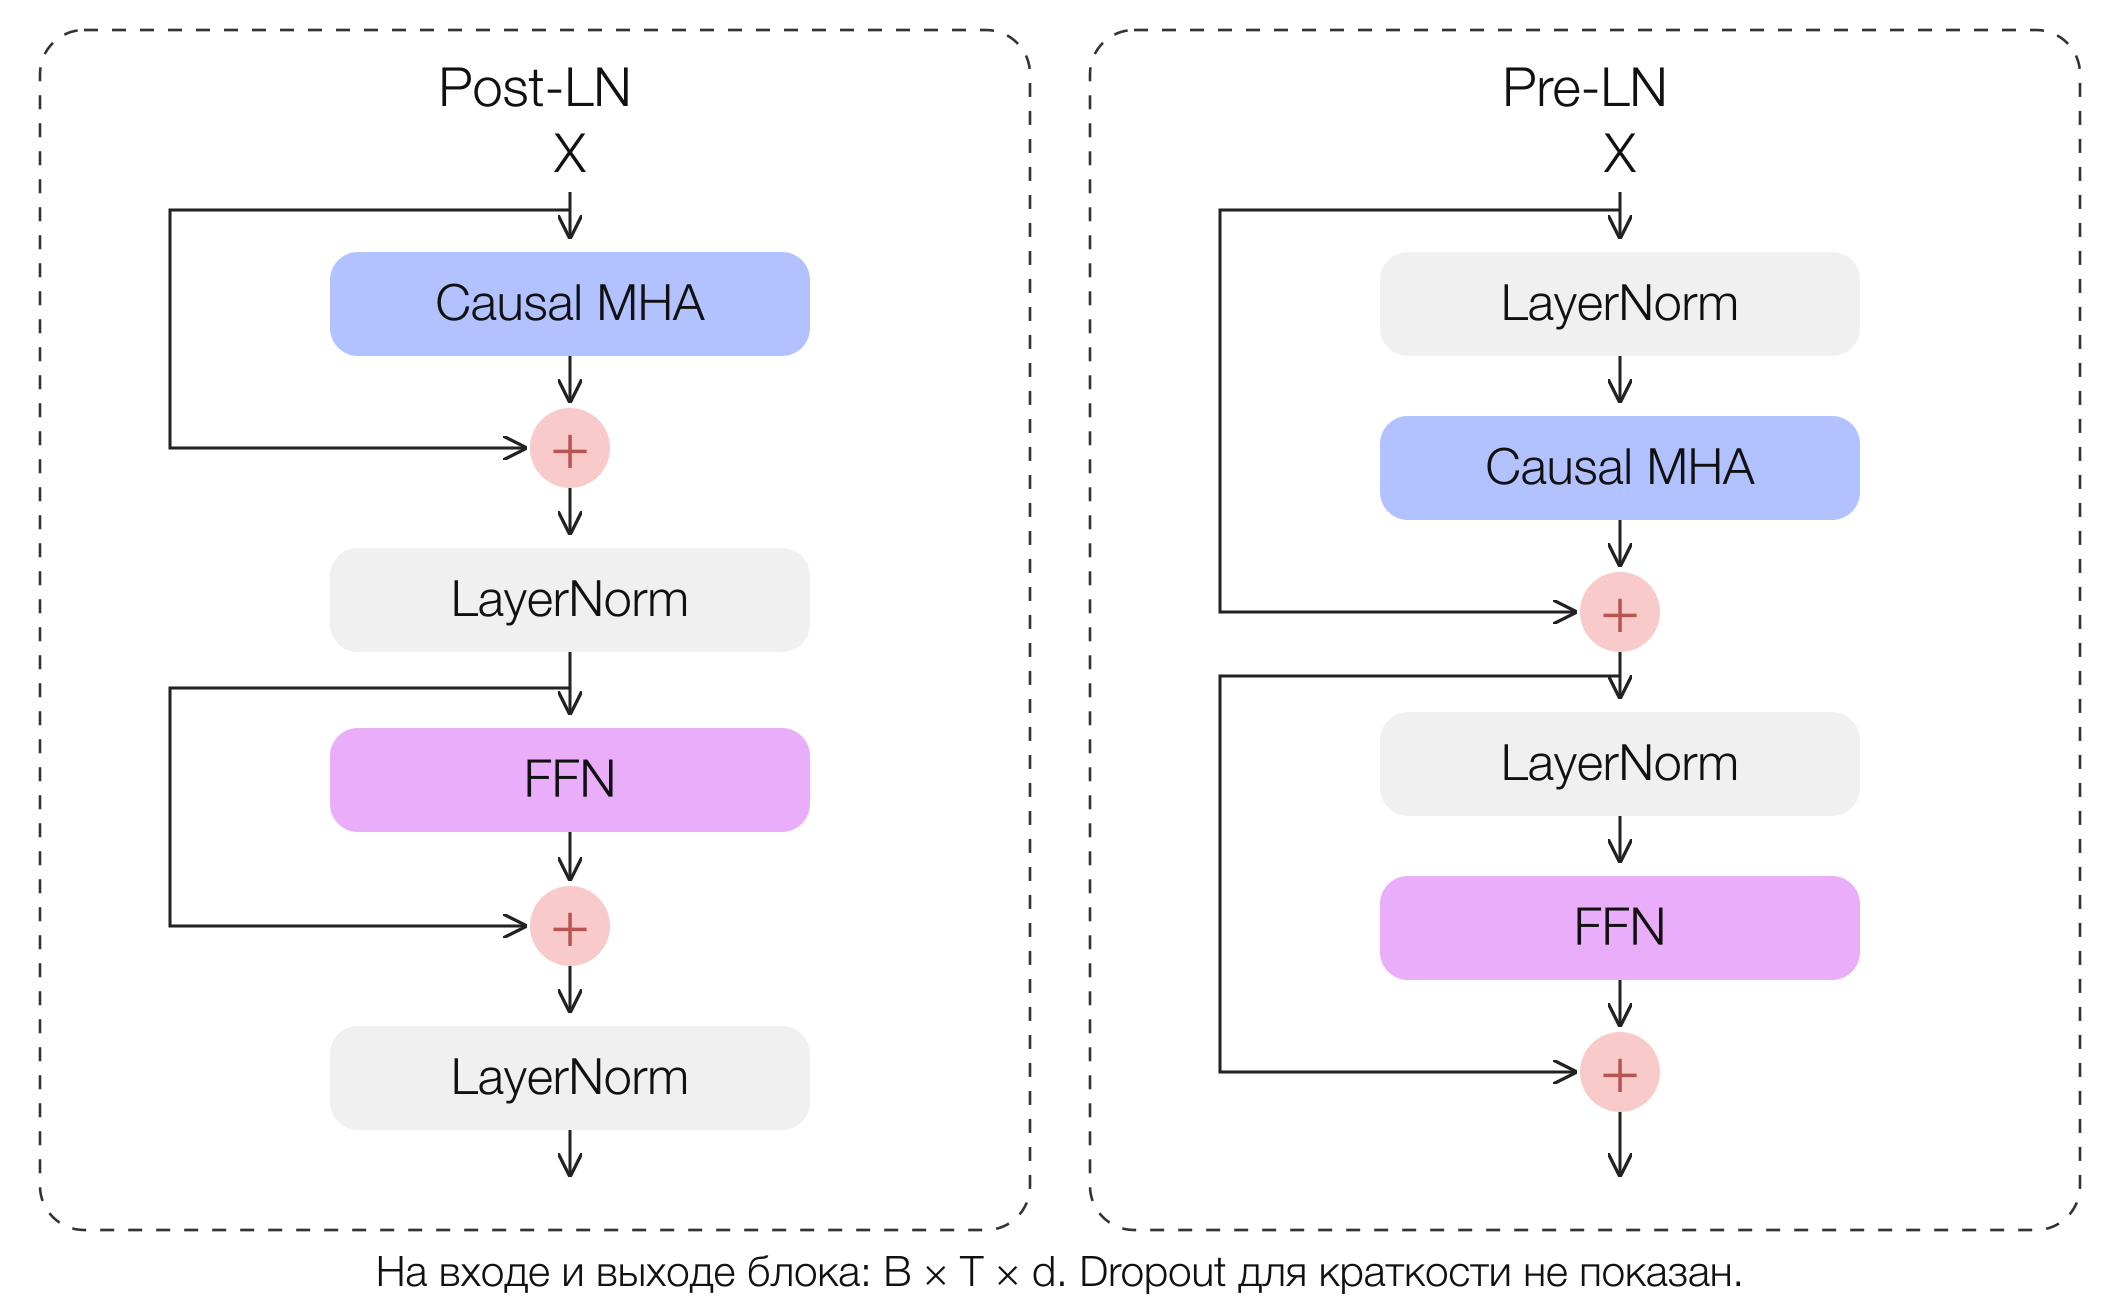 Post-LN
X
Causal MHA
+
LayerNorm
FFN
+
LayerNorm
Pre-LN
X
LayerNorm
Causal MHA
+
LayerNorm
FFN
+
На входе и выходе блока: B × T × d. Dropout для краткости не показан.